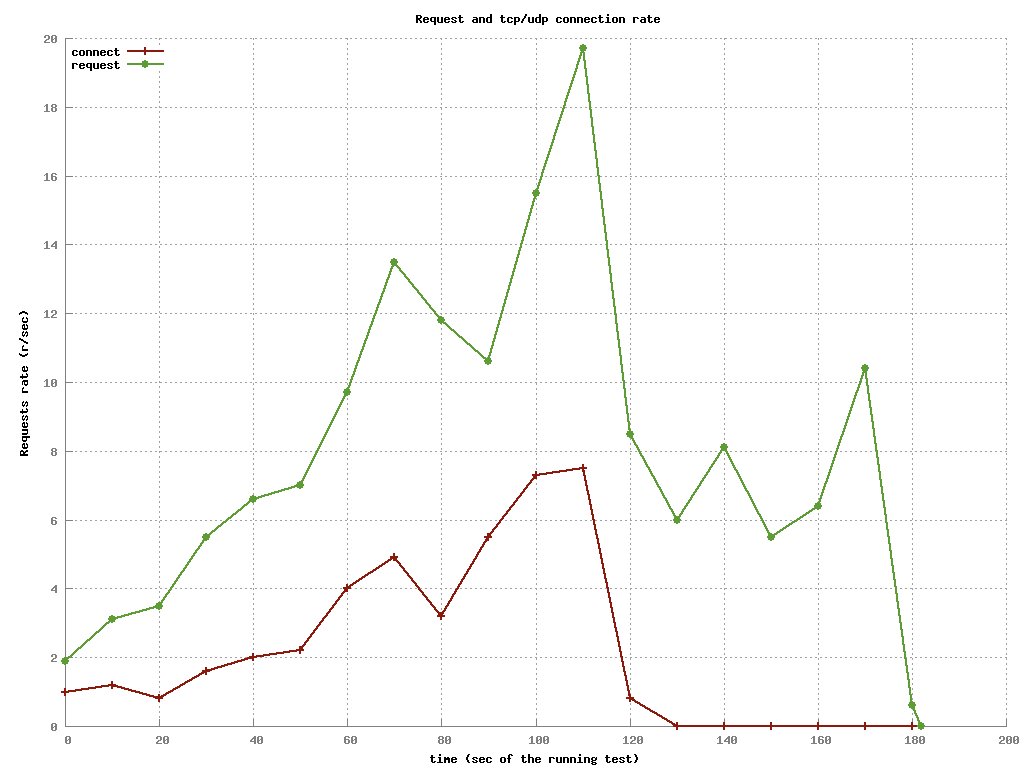 Request and tcp/udp connection rate
connect
request
20
18
16
14
12
10
8
6
4
2
0
Requests rate (r/sec)
0 20 40 60 80 100 120 140 160 180 200
time (sec of the running test)